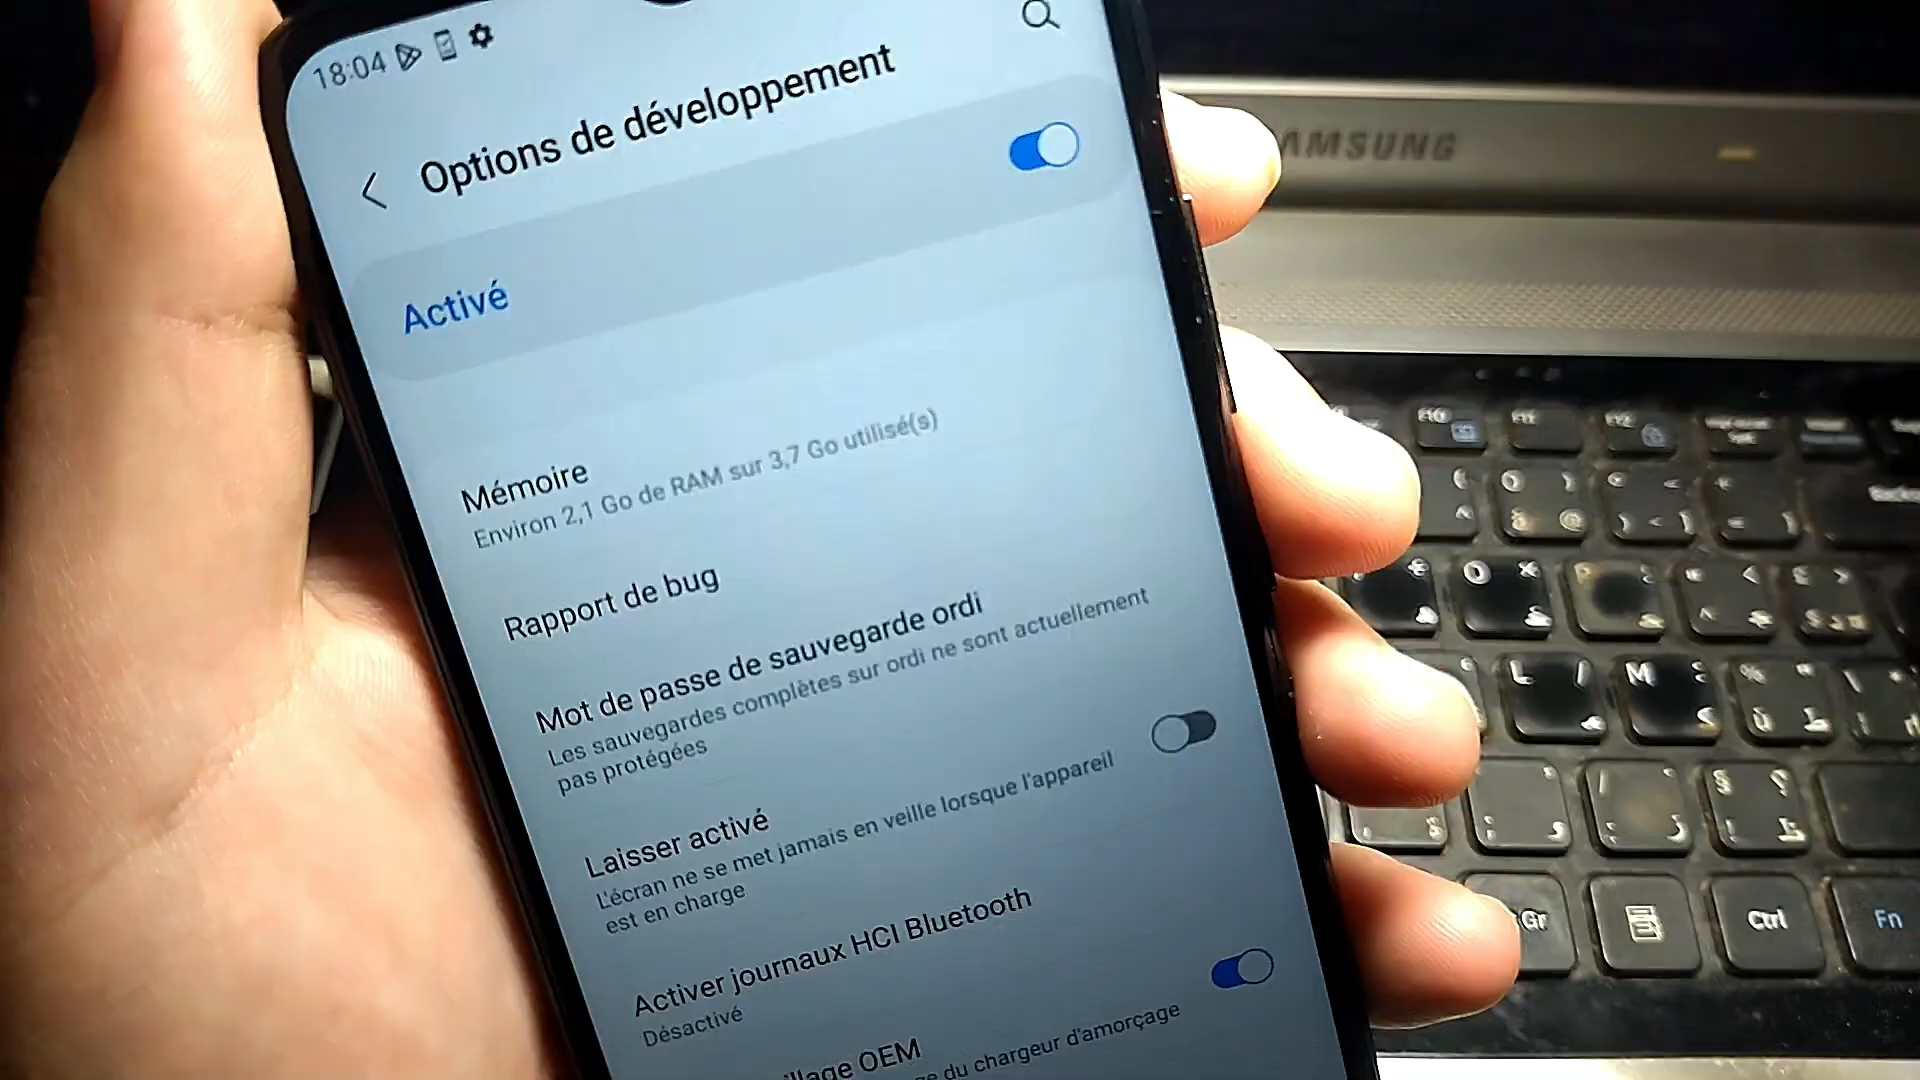 18:04
Options de développement
Activé
Mémoire
Environ 2,1 Go de RAM sur 3,7 Go utilisé(s)
Rapport de bug
Mot de passe de sauvegarde ordi
Les sauvegardes complètes sur ordi ne sont actuellement
pas protégées
Laisser activé
L'écran ne se met jamais en veille lorsque l'appareil
est en charge
Activer journaux HCI Bluetooth
Désactivé
OEM
du chargeur d'amorçage
AMSUNG
L
M
Gr
Ctrl
Fn